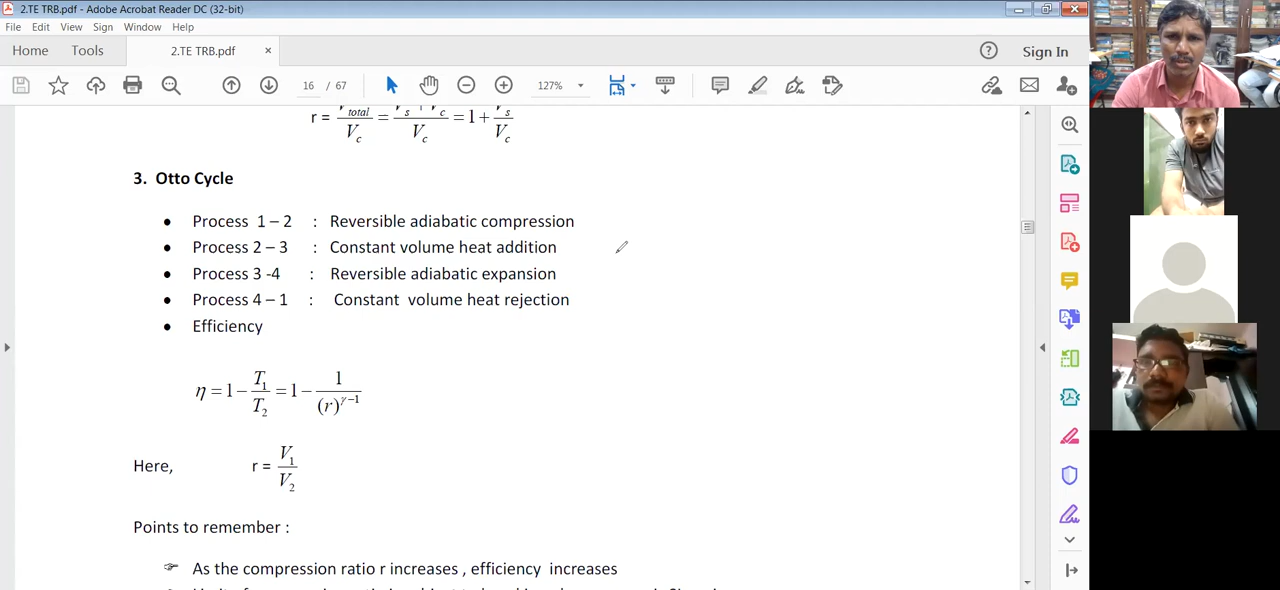 2.TE TRB.pdf - Adobe Acrobat Reader DC (32-bit)
File Edit View Sign Window Help
Home Tools 2.TE TRB.pdf × Sign In
16 / 67 127%
r = V total / V c = V s + V c / V c = 1 + V s / V c
3. Otto Cycle
• Process 1 – 2 : Reversible adiabatic compression
• Process 2 – 3 : Constant volume heat addition
• Process 3 -4 : Reversible adiabatic expansion
• Process 4 – 1 : Constant volume heat rejection
• Efficiency
η = 1 − T₁ / T₂ = 1 − 1 / (r)^γ−1
Here, r = V₁ / V₂
Points to remember :
☞ As the compression ratio r increases , efficiency increases